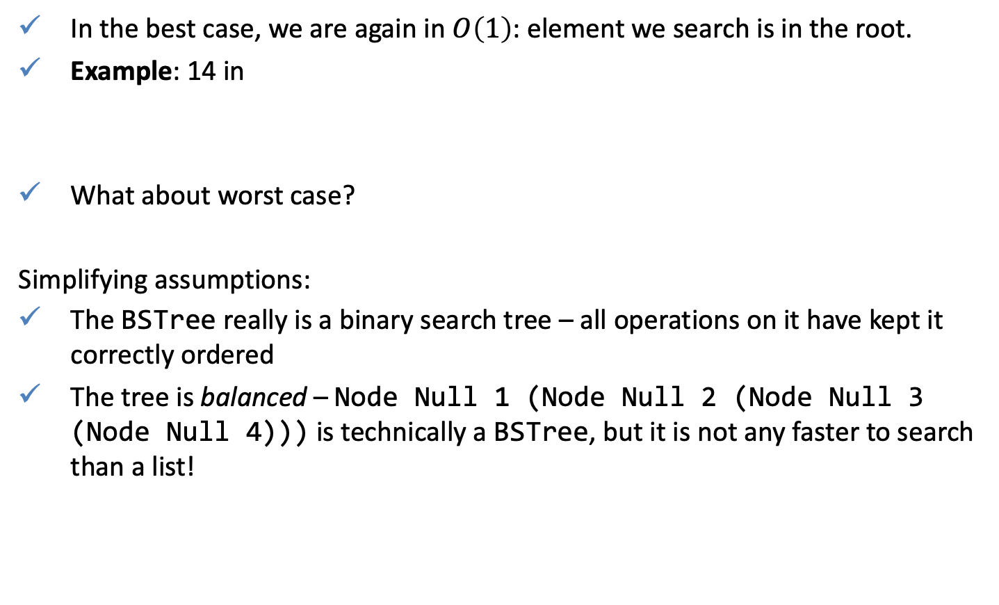 ✓ In the best case, we are again in O(1): element we search is in the root.
✓ Example: 14 in
✓ What about worst case?
Simplifying assumptions:
✓ The BSTree really is a binary search tree – all operations on it have kept it
correctly ordered
✓ The tree is balanced – Node Null 1 (Node Null 2 (Node Null 3
(Node Null 4))) is technically a BSTree, but it is not any faster to search
than a list!